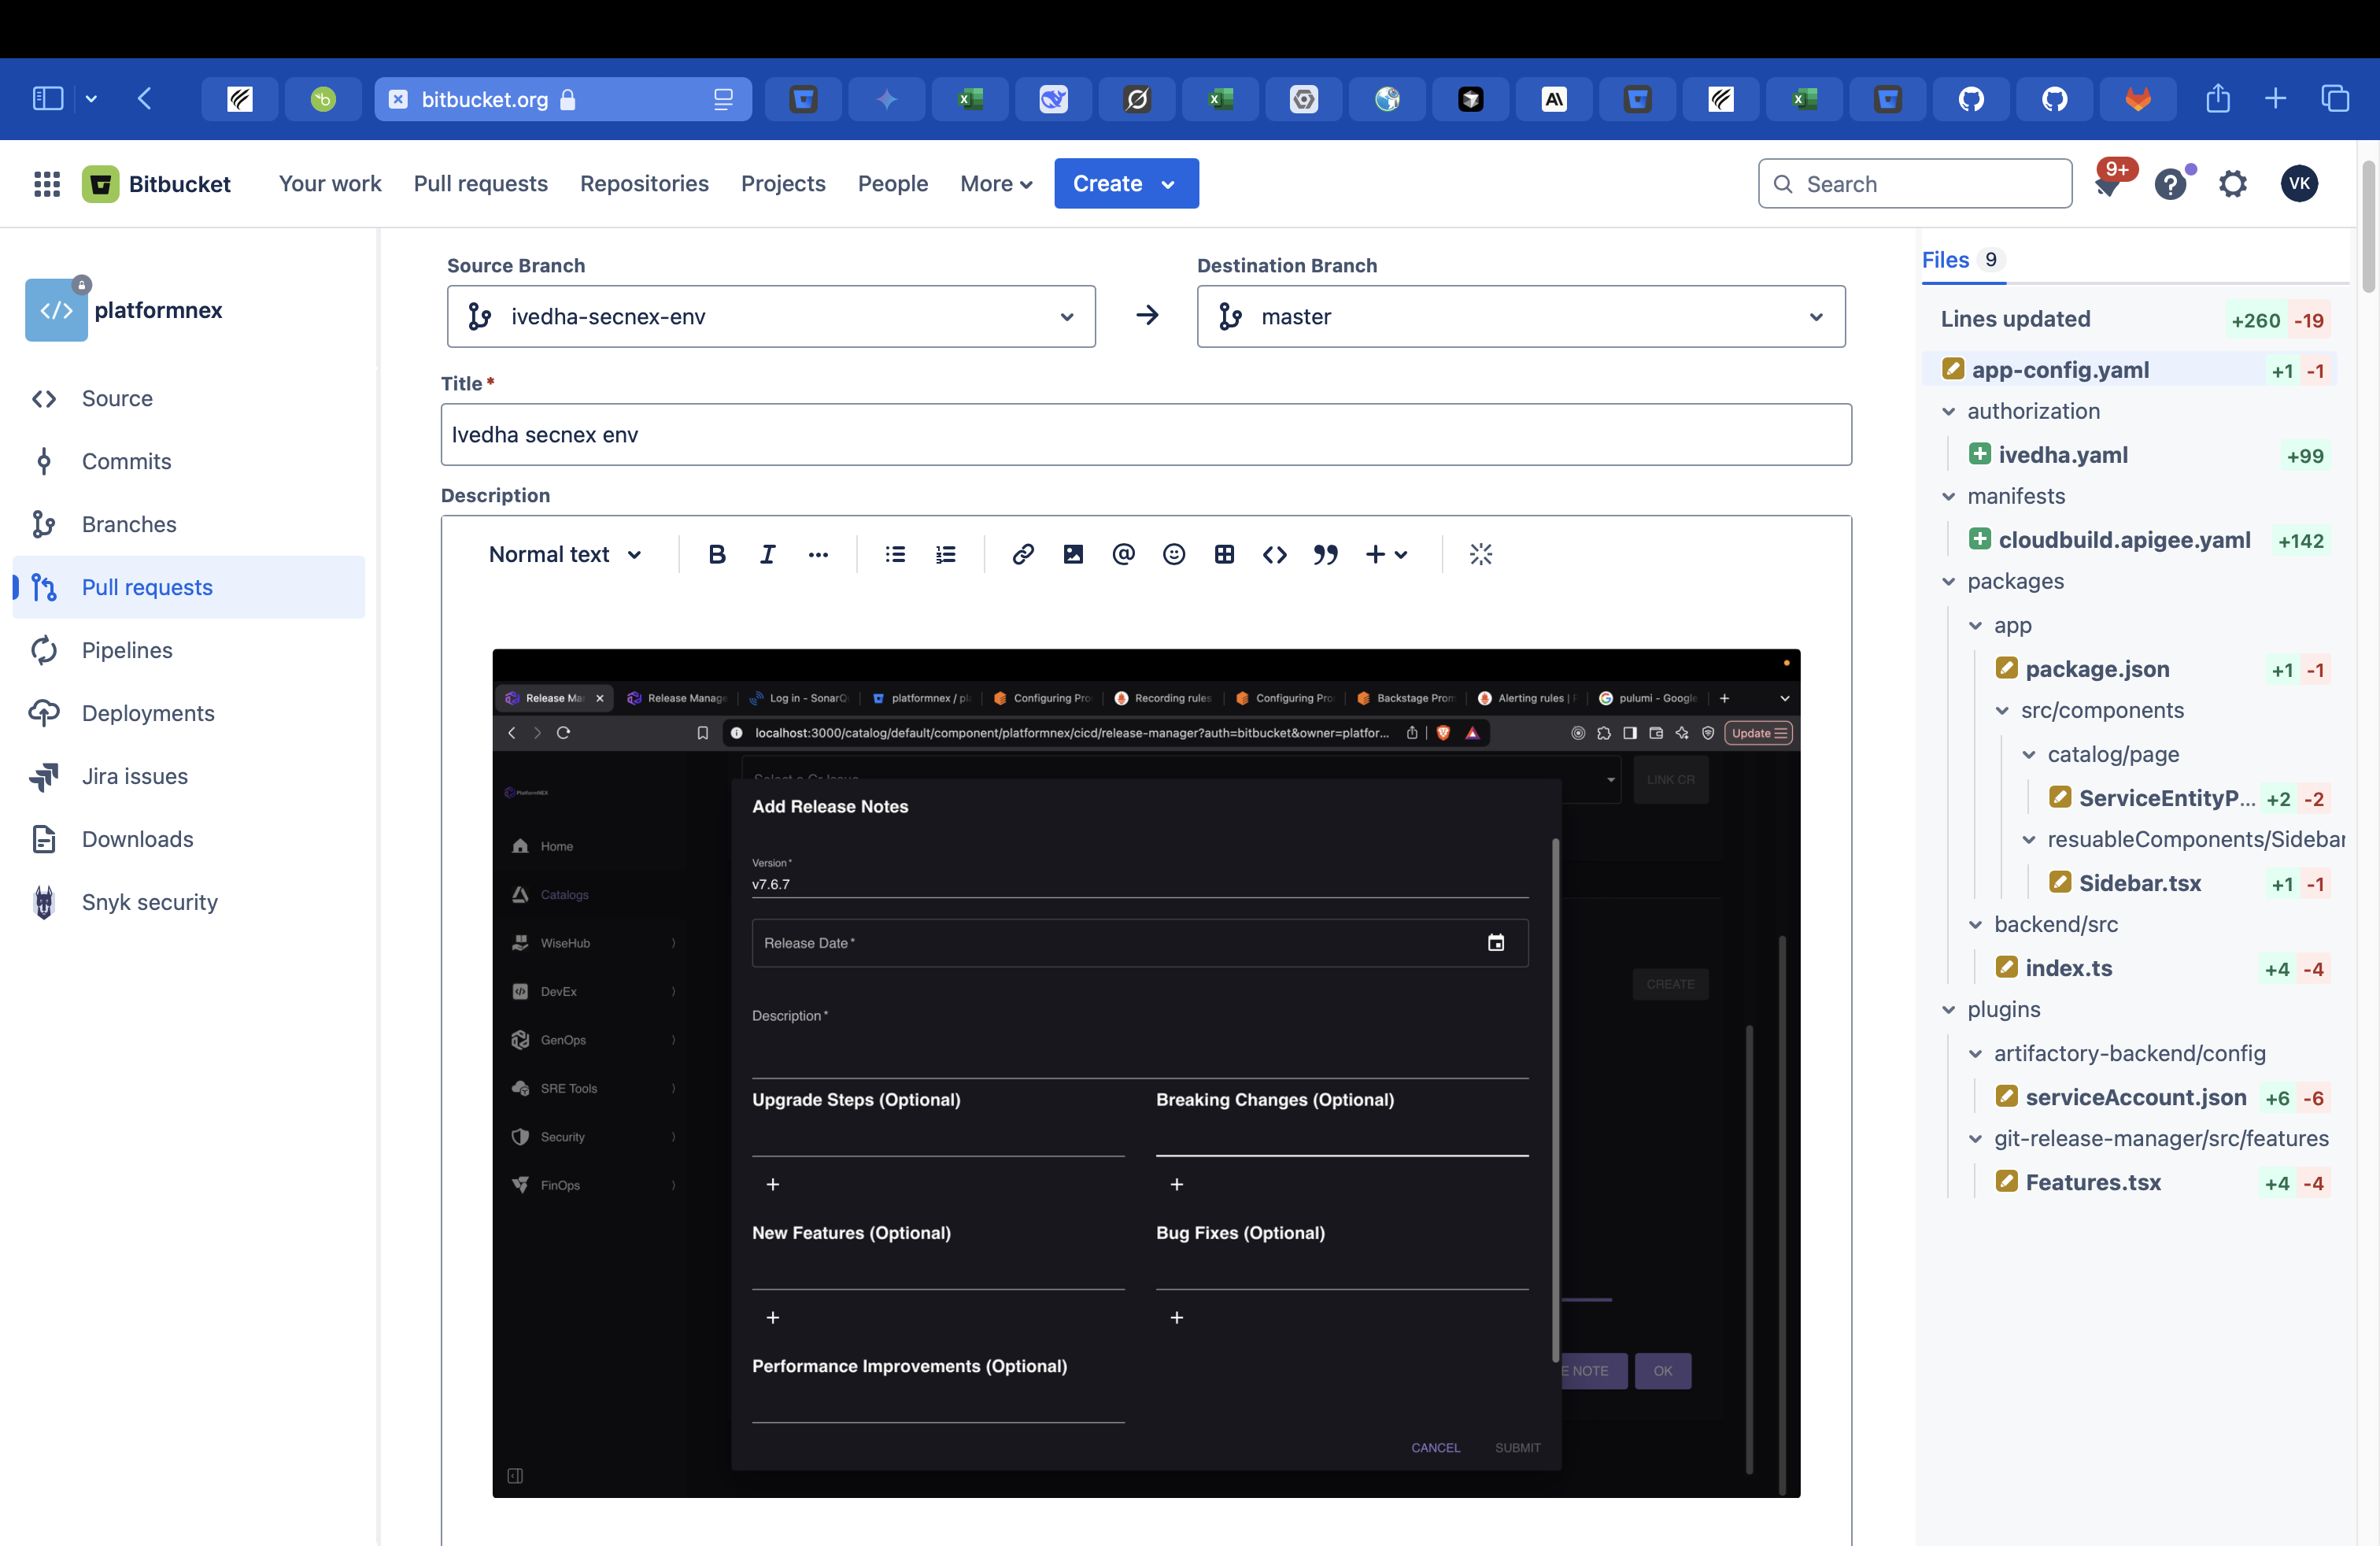 bitbucket.org
Bitbucket
Your work
Pull requests
Repositories
Projects
People
More
Create
Search
9+
VK
platformnex
Source
Commits
Branches
Pull requests
Pipelines
Deployments
Jira issues
Downloads
Snyk security
Source Branch
ivedha-secnex-env
Destination Branch
master
Title *
Ivedha secnex env
Description
Normal text
Release Ma
Release Manage
Log in - SonarQ
platformnex / pl
Configuring Pro
Recording rules
Configuring Pro
Backstage Prom
Alerting rules |
pulumi - Google
localhost:3000/catalog/default/component/platformnex/cicd/release-manager?auth=bitbucket&owner=platfor...
Update
PlatformNEX
Home
Catalogs
WiseHub
DevEx
GenOps
SRE Tools
Security
FinOps
LINK CR
CREATE
E NOTE
OK
Add Release Notes
Version *
v7.6.7
Release Date *
Description *
Upgrade Steps (Optional)
Breaking Changes (Optional)
+
+
New Features (Optional)
Bug Fixes (Optional)
+
+
Performance Improvements (Optional)
CANCEL
SUBMIT
Files 9
Lines updated +260 -19
app-config.yaml +1 -1
authorization
ivedha.yaml +99
manifests
cloudbuild.apigee.yaml +142
packages
app
package.json +1 -1
src/components
catalog/page
ServiceEntityP... +2 -2
resuableComponents/Sidebar
Sidebar.tsx +1 -1
backend/src
index.ts +4 -4
plugins
artifactory-backend/config
serviceAccount.json +6 -6
git-release-manager/src/features
Features.tsx +4 -4